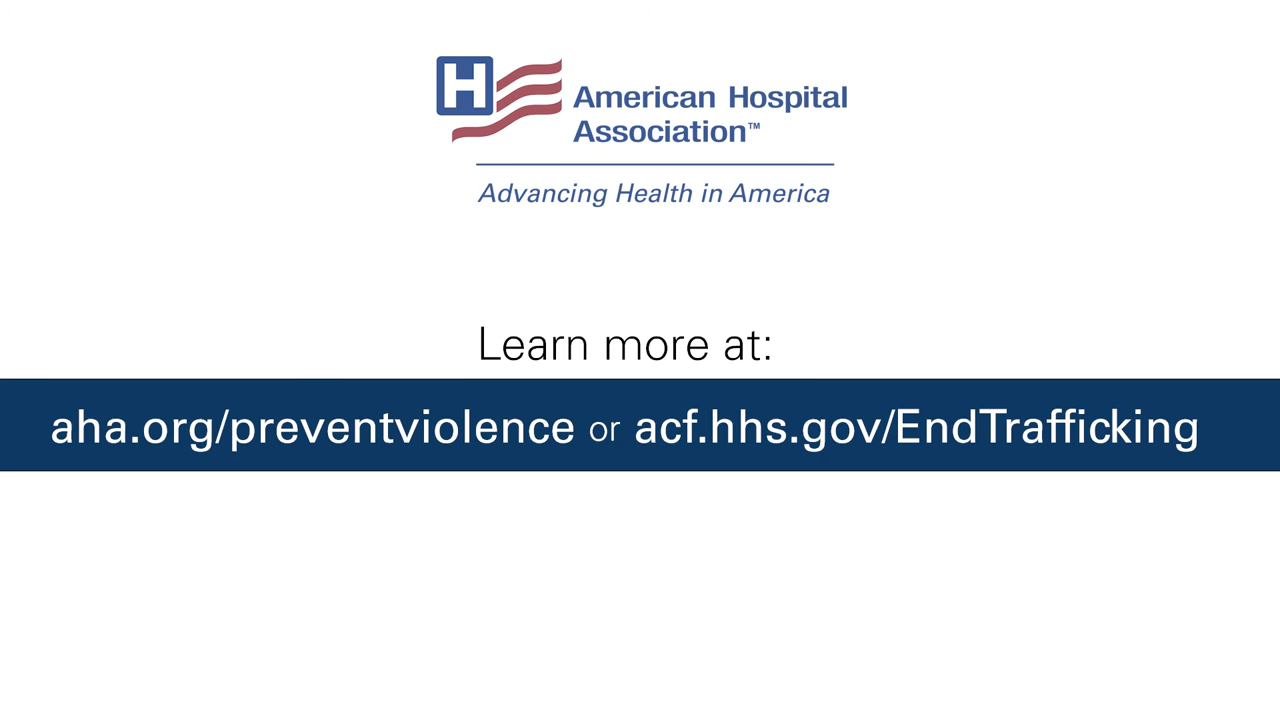 H
American Hospital
Association™
Advancing Health in America
Learn more at:
aha.org/preventviolence or acf.hhs.gov/EndTrafficking